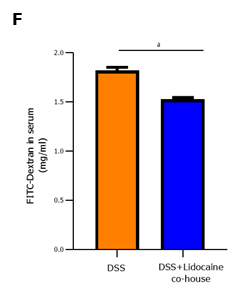 F
a
2.0
1.5
1.0
0.5
0.0
FITC-Dextran in serum
(mg/ml)
DSS
DSS+Lidocaine
co-house